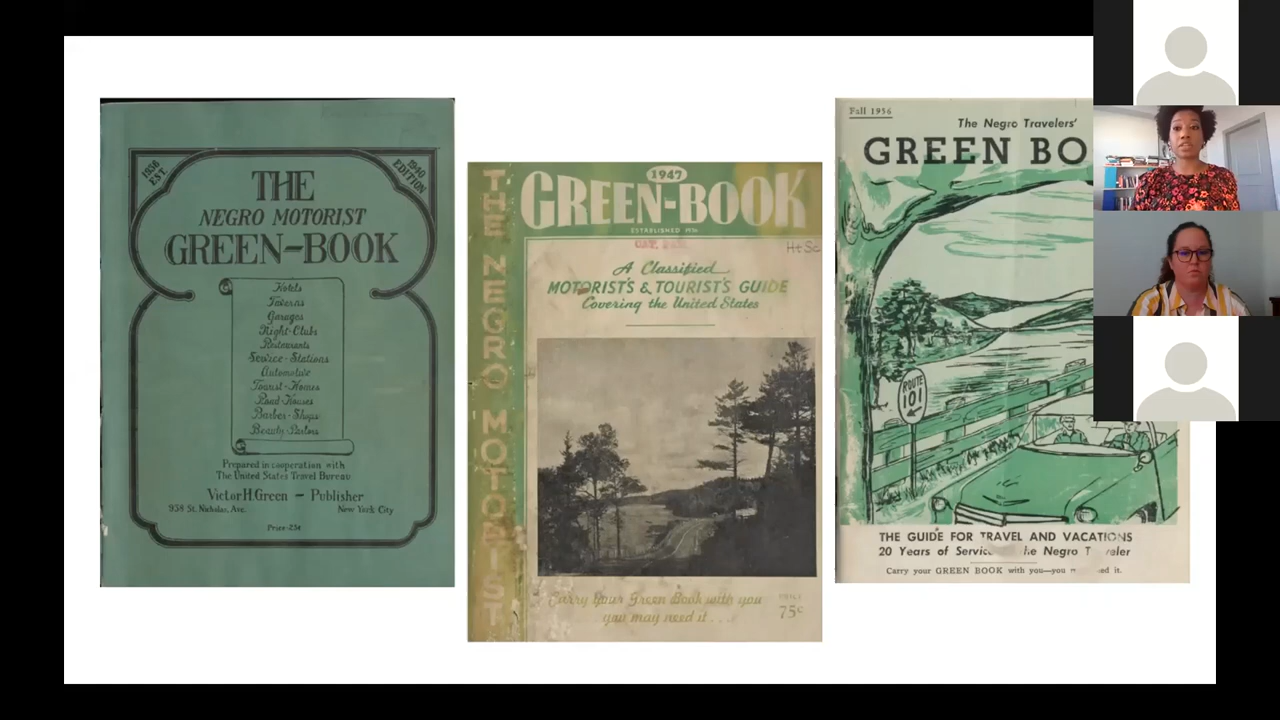 1936
EST.
1940
EDITION
THE
NEGRO MOTORIST
GREEN-BOOK
Hotels
Taverns
Garages
Night-Clubs
Restaurants
Service-Stations
Automotive
Tourist-Homes
Road-Houses
Barber-Shops
Beauty-Parlors
Prepared in cooperation with
The United States Travel Bureau
Victor H. Green — Publisher
938 St. Nicholas, Ave.
New York City
Price-25¢
THE NEGRO MOTORIST
1947
GREEN-BOOK
ESTABLISHED 1936
A Classified
MOTORIST'S & TOURIST'S GUIDE
Covering the United States
Carry your Green Book with you
you may need it . . .
75¢
Fall 1956
The Negro Travelers'
GREEN BO
ROUTE
101
THE GUIDE FOR TRAVEL AND VACATIONS
20 Years of he Negro
Carry your GREEN BOOK with you—you it.